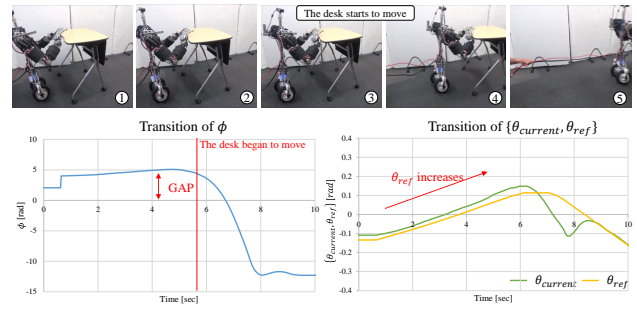 The desk starts to move
1 2 3 4 5
Transition of ϕ
The desk began to move
GAP
10
5
0
-5
-10
-15
0 2 4 6 8 10
ϕ [rad]
Time [sec]
Transition of {θcurrent, θref}
θref increases
0.4
0.3
0.2
0.1
0
-0.1
-0.2
-0.3
-0.4
0 2 4 6 8 10
{θcurrent, θref} [rad]
Time [sec]
θcurrent θref